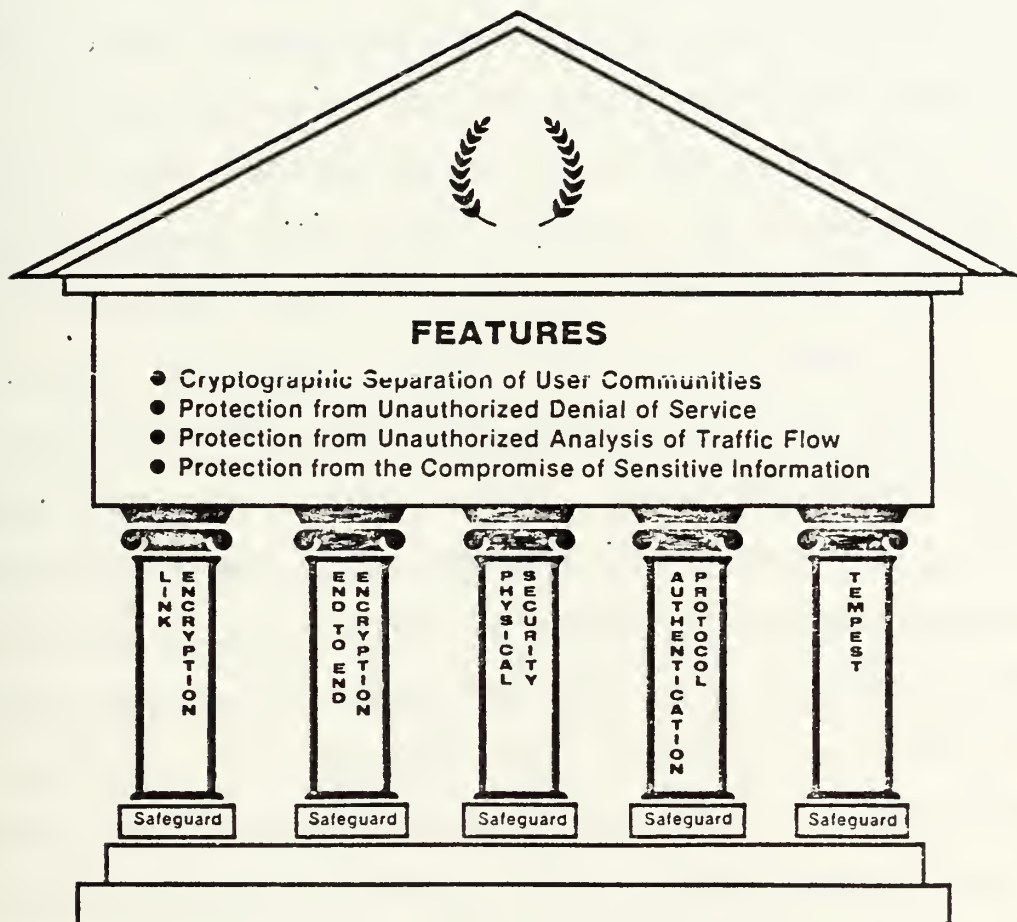 FEATURES
● Cryptographic Separation of User Communities
● Protection from Unauthorized Denial of Service
● Protection from Unauthorized Analysis of Traffic Flow
● Protection from the Compromise of Sensitive Information
LINK
ENCRYPTION
END TO END
ENCRYPTION
PHYSICAL
SECURITY
AUTHENTICATION
PROTOCOL
TEMPEST
Safeguard
Safeguard
Safeguard
Safeguard
Safeguard